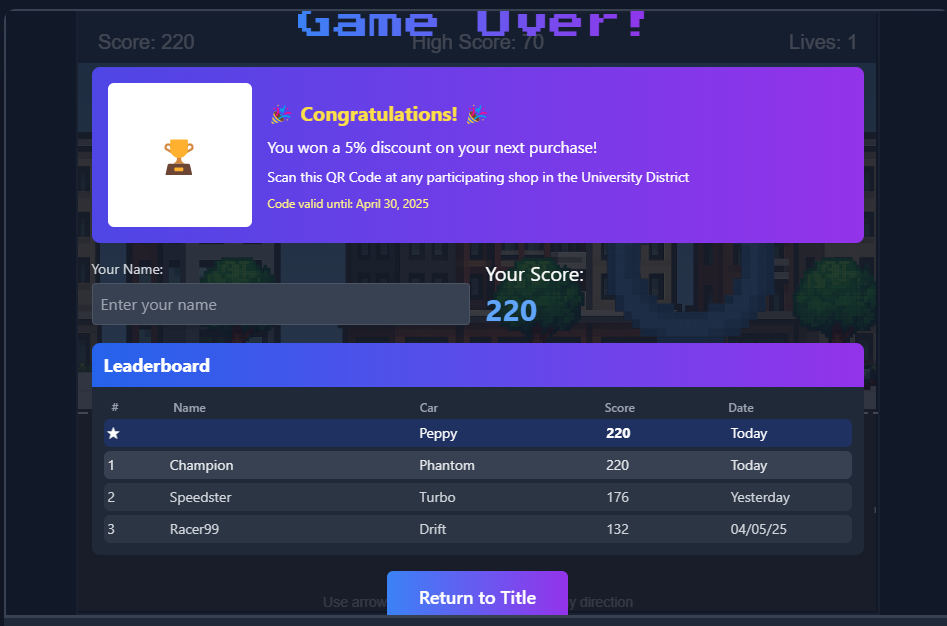 Game Over!
Score: 220 High Score: 70 Lives: 1
🎉 Congratulations! 🎉
You won a 5% discount on your next purchase!
Scan this QR Code at any participating shop in the University District
Code valid until: April 30, 2025
Your Name:
Enter your name
Your Score:
220
Leaderboard
# Name Car Score Date
★ Peppy 220 Today
1 Champion Phantom 220 Today
2 Speedster Turbo 176 Yesterday
3 Racer99 Drift 132 04/05/25
Return to Title
Use arrow y direction